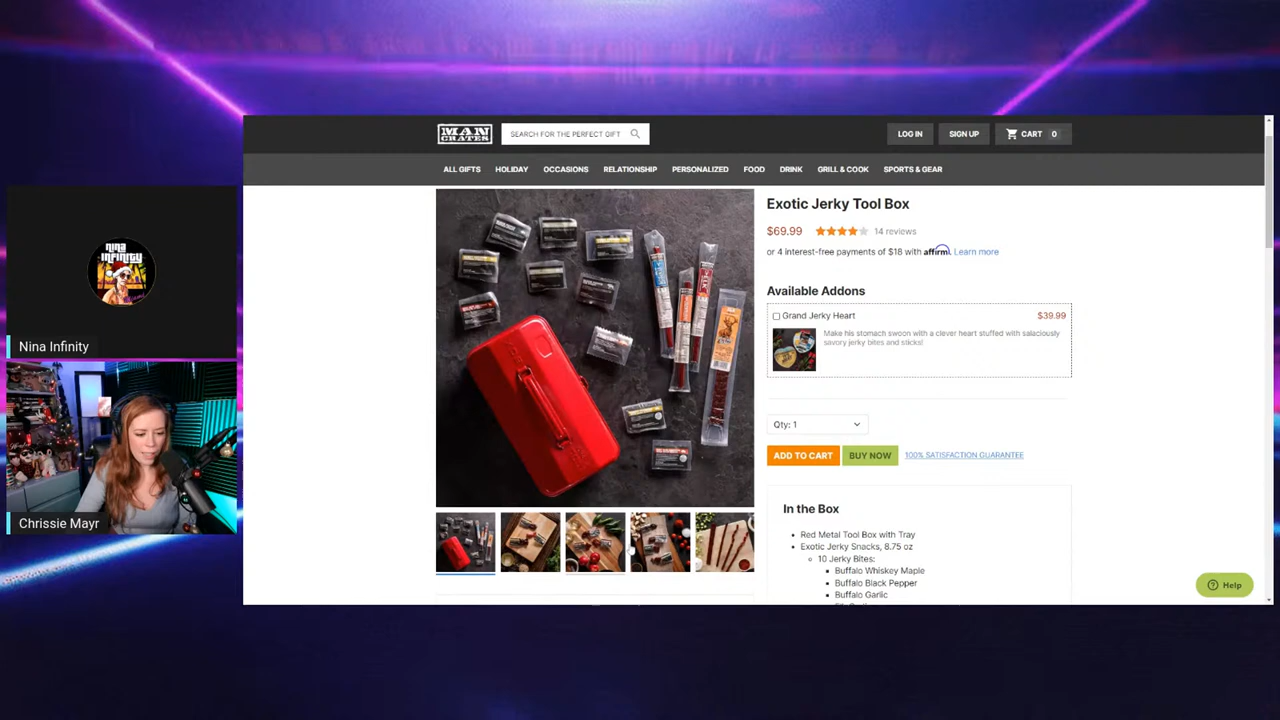 MAN
CRATES
SEARCH FOR THE PERFECT GIFT
LOG IN
SIGN UP
CART 0
ALL GIFTS
HOLIDAY
OCCASIONS
RELATIONSHIP
PERSONALIZED
FOOD
DRINK
GRILL & COOK
SPORTS & GEAR
Exotic Jerky Tool Box
$69.99
14 reviews
or 4 interest-free payments of $18 with affirm. Learn more
Available Addons
Grand Jerky Heart
$39.99
Make his stomach swoon with a clever heart stuffed with salaciously
savory jerky bites and sticks!
Qty: 1
ADD TO CART
BUY NOW
100% SATISFACTION GUARANTEE
In the Box
Red Metal Tool Box with Tray
Exotic Jerky Snacks, 8.75 oz
10 Jerky Bites:
Buffalo Whiskey Maple
Buffalo Black Pepper
Buffalo Garlic
Help
NINA
INFINITY
Nina Infinity
Chrissie Mayr